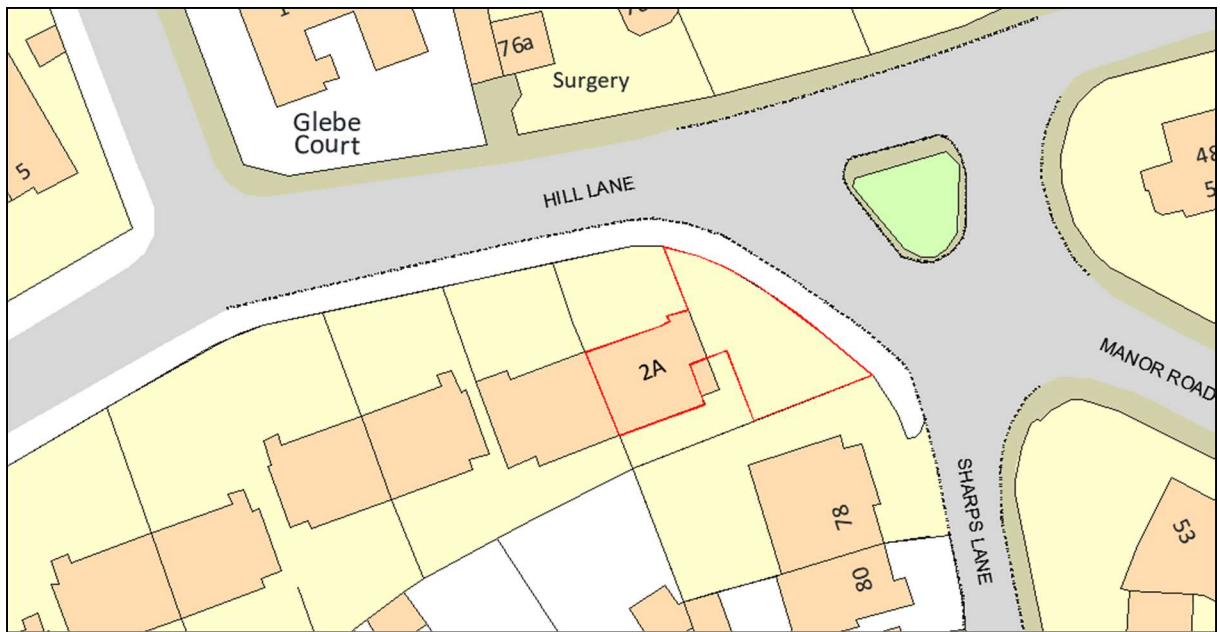 76a
Surgery
Glebe
Court
5
48
5
HILL LANE
MANOR ROAD
2A
SHARPS LANE
78
53
80